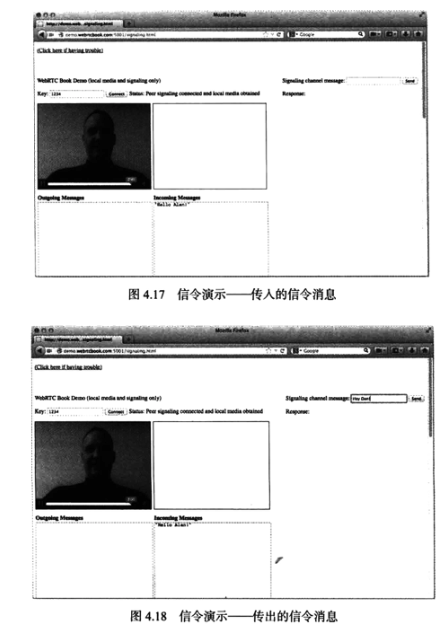 Mozilla Firefox
http://demo.web...signaling.html
demo.webrtcbook.com:5001/signaling.html
Google
(Click here if having trouble)
WebRTC Book Demo (local media and signaling only)
Signaling channel message:
Send
Key:
1234
Connect
Status: Peer signaling connected and local media obtained
Response:
Outgoing Messages
Incoming Messages
"Hello Alan!"
图 4.17 信令演示——传入的信令消息
Mozilla Firefox
demo.webrtcbook.com:5001/signaling.html
Google
(Click here if having trouble)
WebRTC Book Demo (local media and signaling only)
Signaling channel message:
Hey Dan!
Send
Key:
1234
Connect
Status: Peer signaling connected and local media obtained
Response:
Outgoing Messages
Incoming Messages
"Hello Alan!"
图 4.18 信令演示——传出的信令消息